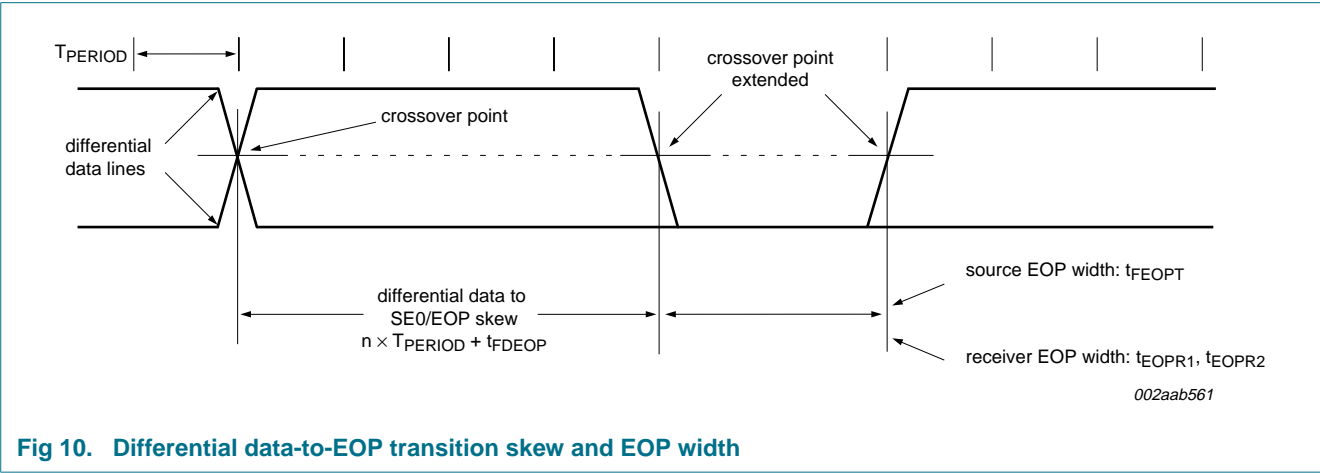 TPERIOD
crossover point
extended
crossover point
differential
data lines
differential data to
SE0/EOP skew
n × TPERIOD + tFDEOP
source EOP width: tFEOPT
receiver EOP width: tEOPR1, tEOPR2
002aab561
Fig 10. Differential data-to-EOP transition skew and EOP width